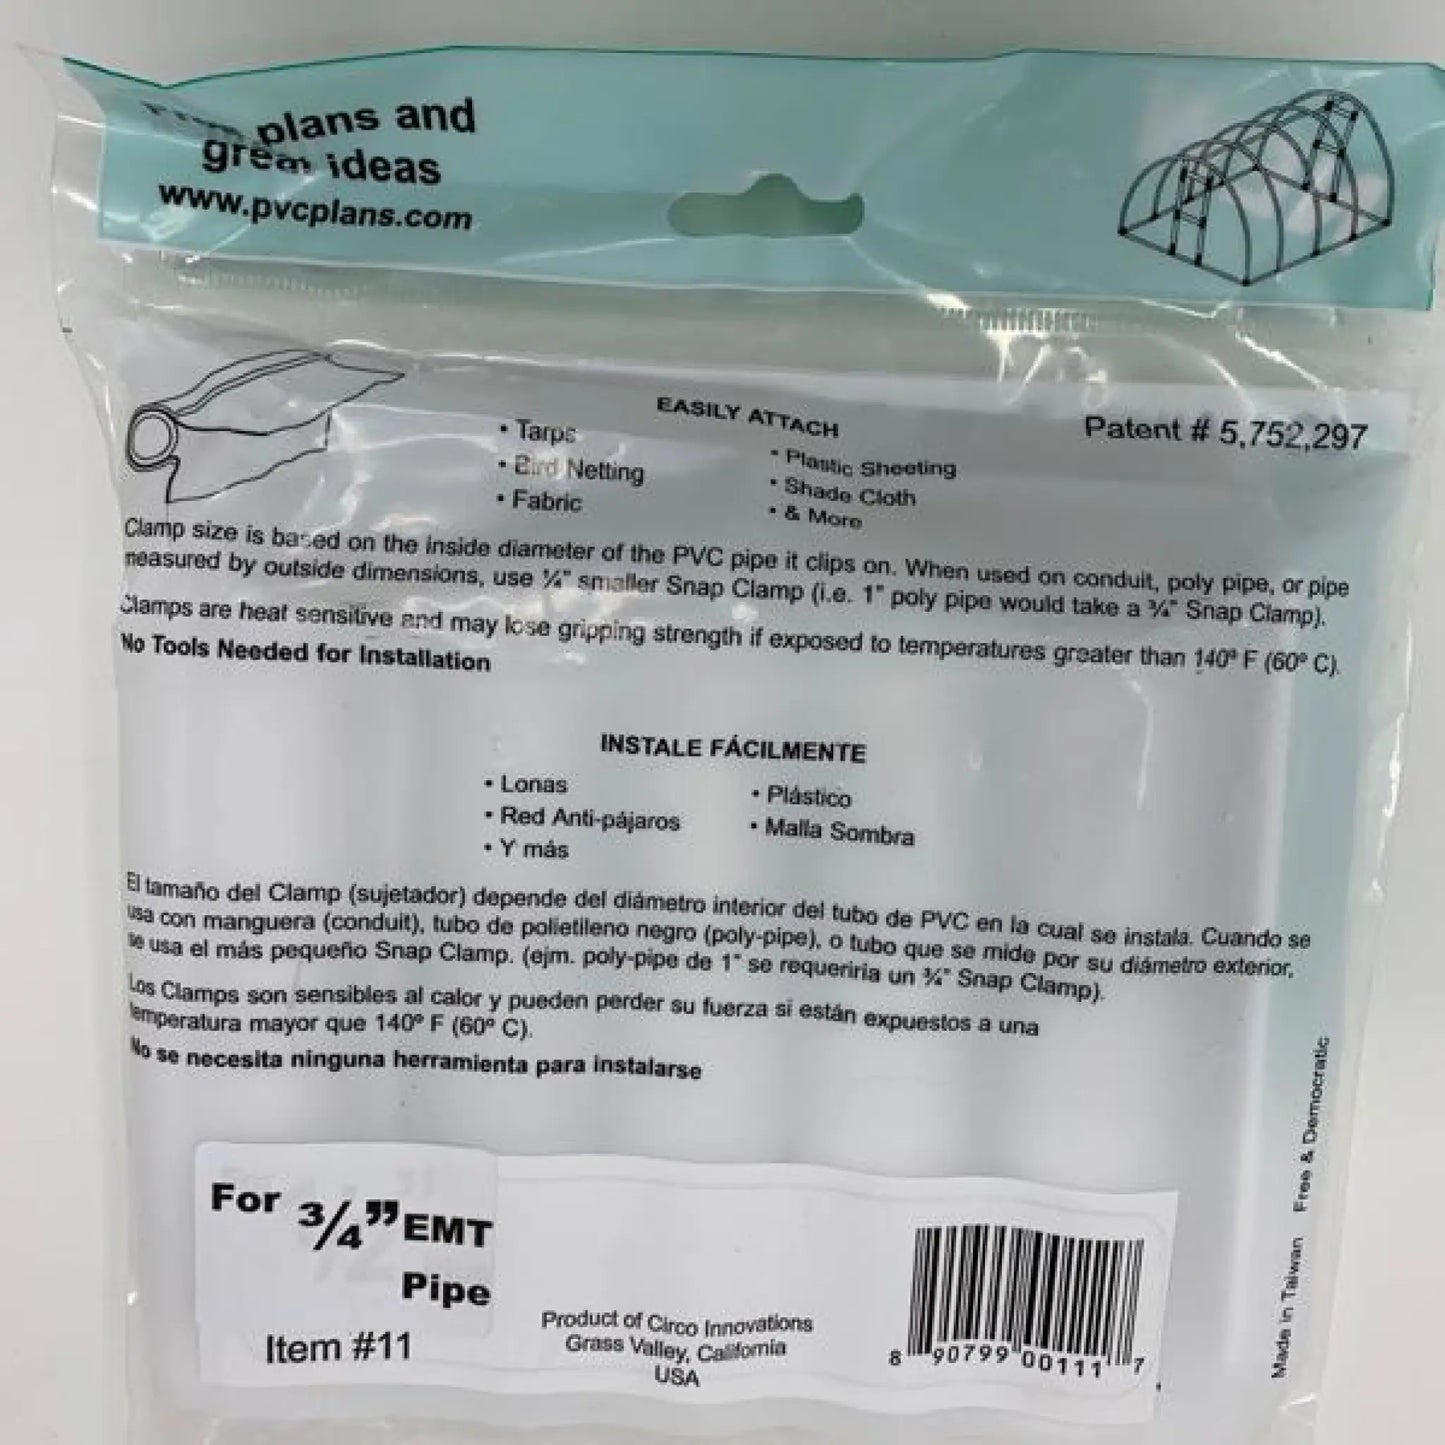 plans and
great ideas
www.pvcplans.com
EASILY ATTACH
Patent # 5,752,297
• Tarps
• Bird Netting
• Fabric
• Plastic Sheeting
• Shade Cloth
• & More
Clamp size is based on the inside diameter of the PVC pipe it clips on. When used on conduit, poly pipe, or pipe
measured by outside dimensions, use ¼" smaller Snap Clamp (i.e. 1" poly pipe would take a ¾" Snap Clamp).
Clamps are heat sensitive and may lose gripping strength if exposed to temperatures greater than 140º F (60º C).
No Tools Needed for Installation
INSTALE FÁCILMENTE
• Lonas
• Red Anti-pájaros
• Y más
• Plástico
• Malla Sombra
El tamaño del Clamp (sujetador) depende del diámetro interior del tubo de PVC en la cual se instala. Cuando se
usa con manguera (conduit), tubo de polietileno negro (poly-pipe), o tubo que se mide por su diámetro exterior,
se usa el más pequeño Snap Clamp. (ejm. poly-pipe de 1" se requeriria un ¾" Snap Clamp).
Los Clamps son sensibles al calor y pueden perder su fuerza si están expuestos a una
temperatura mayor que 140º F (60º C).
No se necesita ninguna herramienta para instalarse
For 3/4" EMT
Pipe
Item #11
Product of Circo Innovations
Grass Valley, California
USA
8 90799 00111 7
Made in Taiwan Free & Democratic